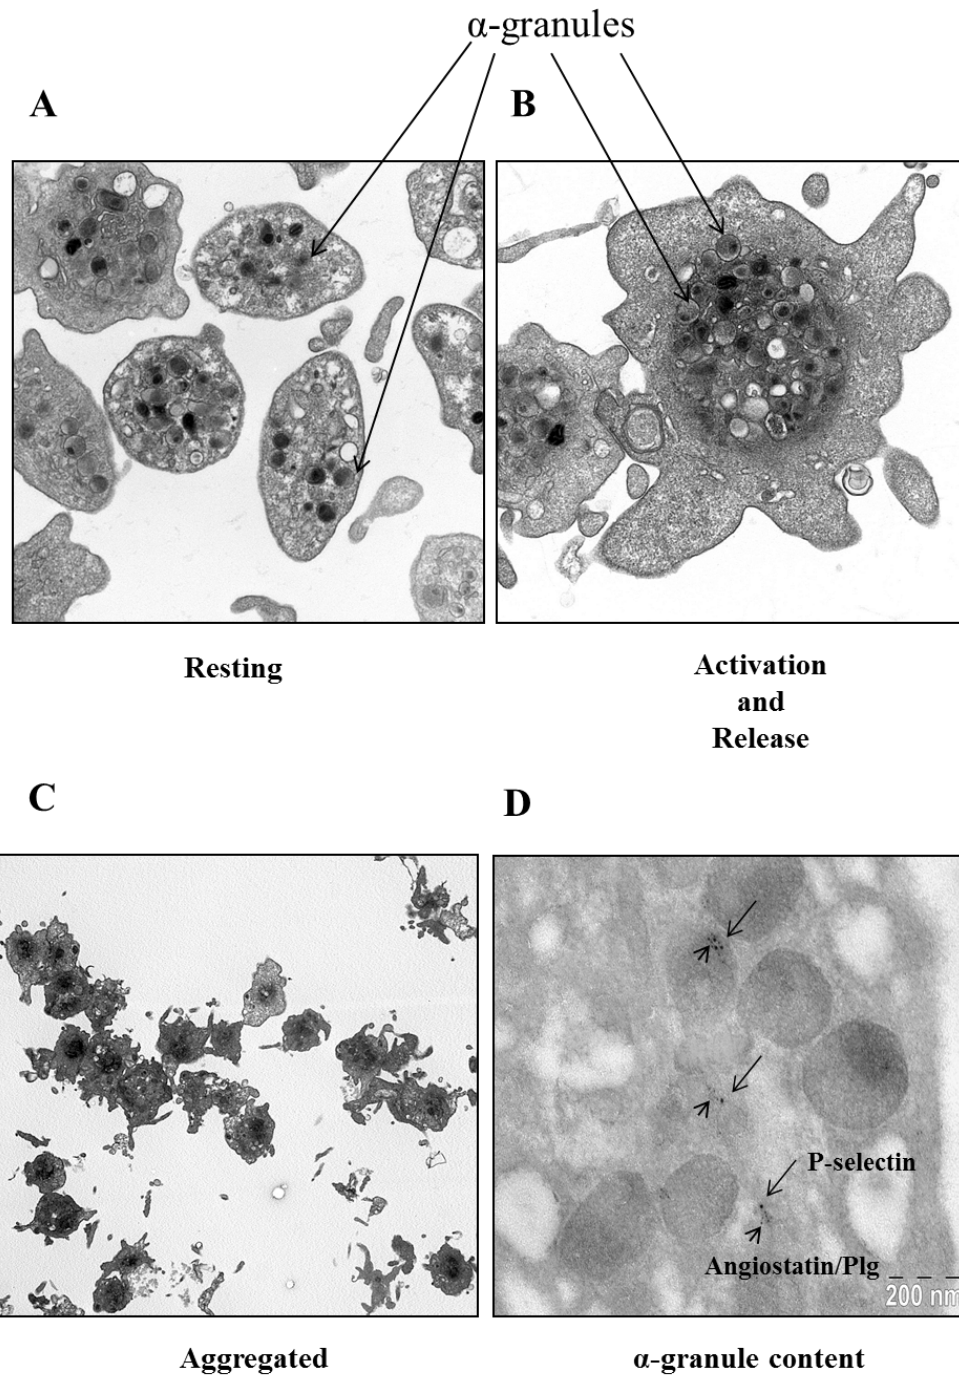 α-granules
A
B
Resting
Activation
and
Release
C
D
P-selectin
Angiostatin/Plg
200 nm
Aggregated
α-granule content